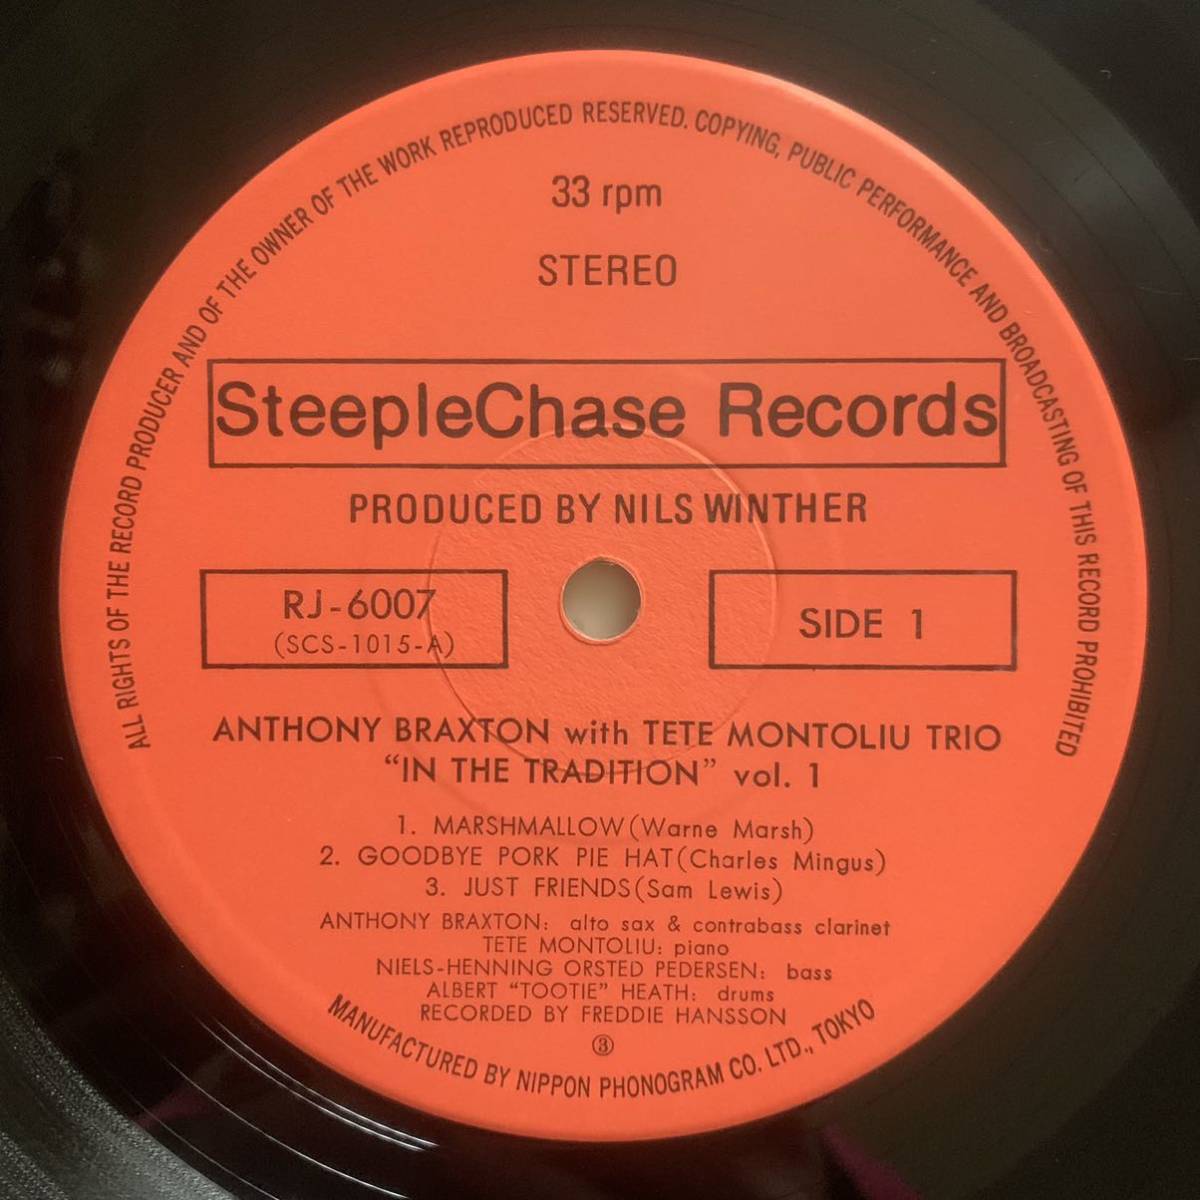 ALL RIGHTS OF THE RECORD PRODUCER AND OF THE OWNER OF THE WORK REPRODUCED RESERVED. COPYING, PUBLIC PERFORMANCE AND BROADCASTING OF THIS RECORD PROHIBITED
33 rpm
STEREO
SteepleChase Records
PRODUCED BY NILS WINTHER
RJ-6007
(SCS-1015-A)
SIDE 1
ANTHONY BRAXTON with TETE MONTOLIU TRIO
“IN THE TRADITION” vol. 1
1. MARSHMALLOW(Warne Marsh)
2. GOODBYE PORK PIE HAT(Charles Mingus)
3. JUST FRIENDS(Sam Lewis)
ANTHONY BRAXTON: alto sax & contrabass clarinet
TETE MONTOLIU: piano
NIELS-HENNING ORSTED PEDERSEN: bass
ALBERT “TOOTIE” HEATH: drums
RECORDED BY FREDDIE HANSSON
③
MANUFACTURED BY NIPPON PHONOGRAM CO. LTD., TOKYO